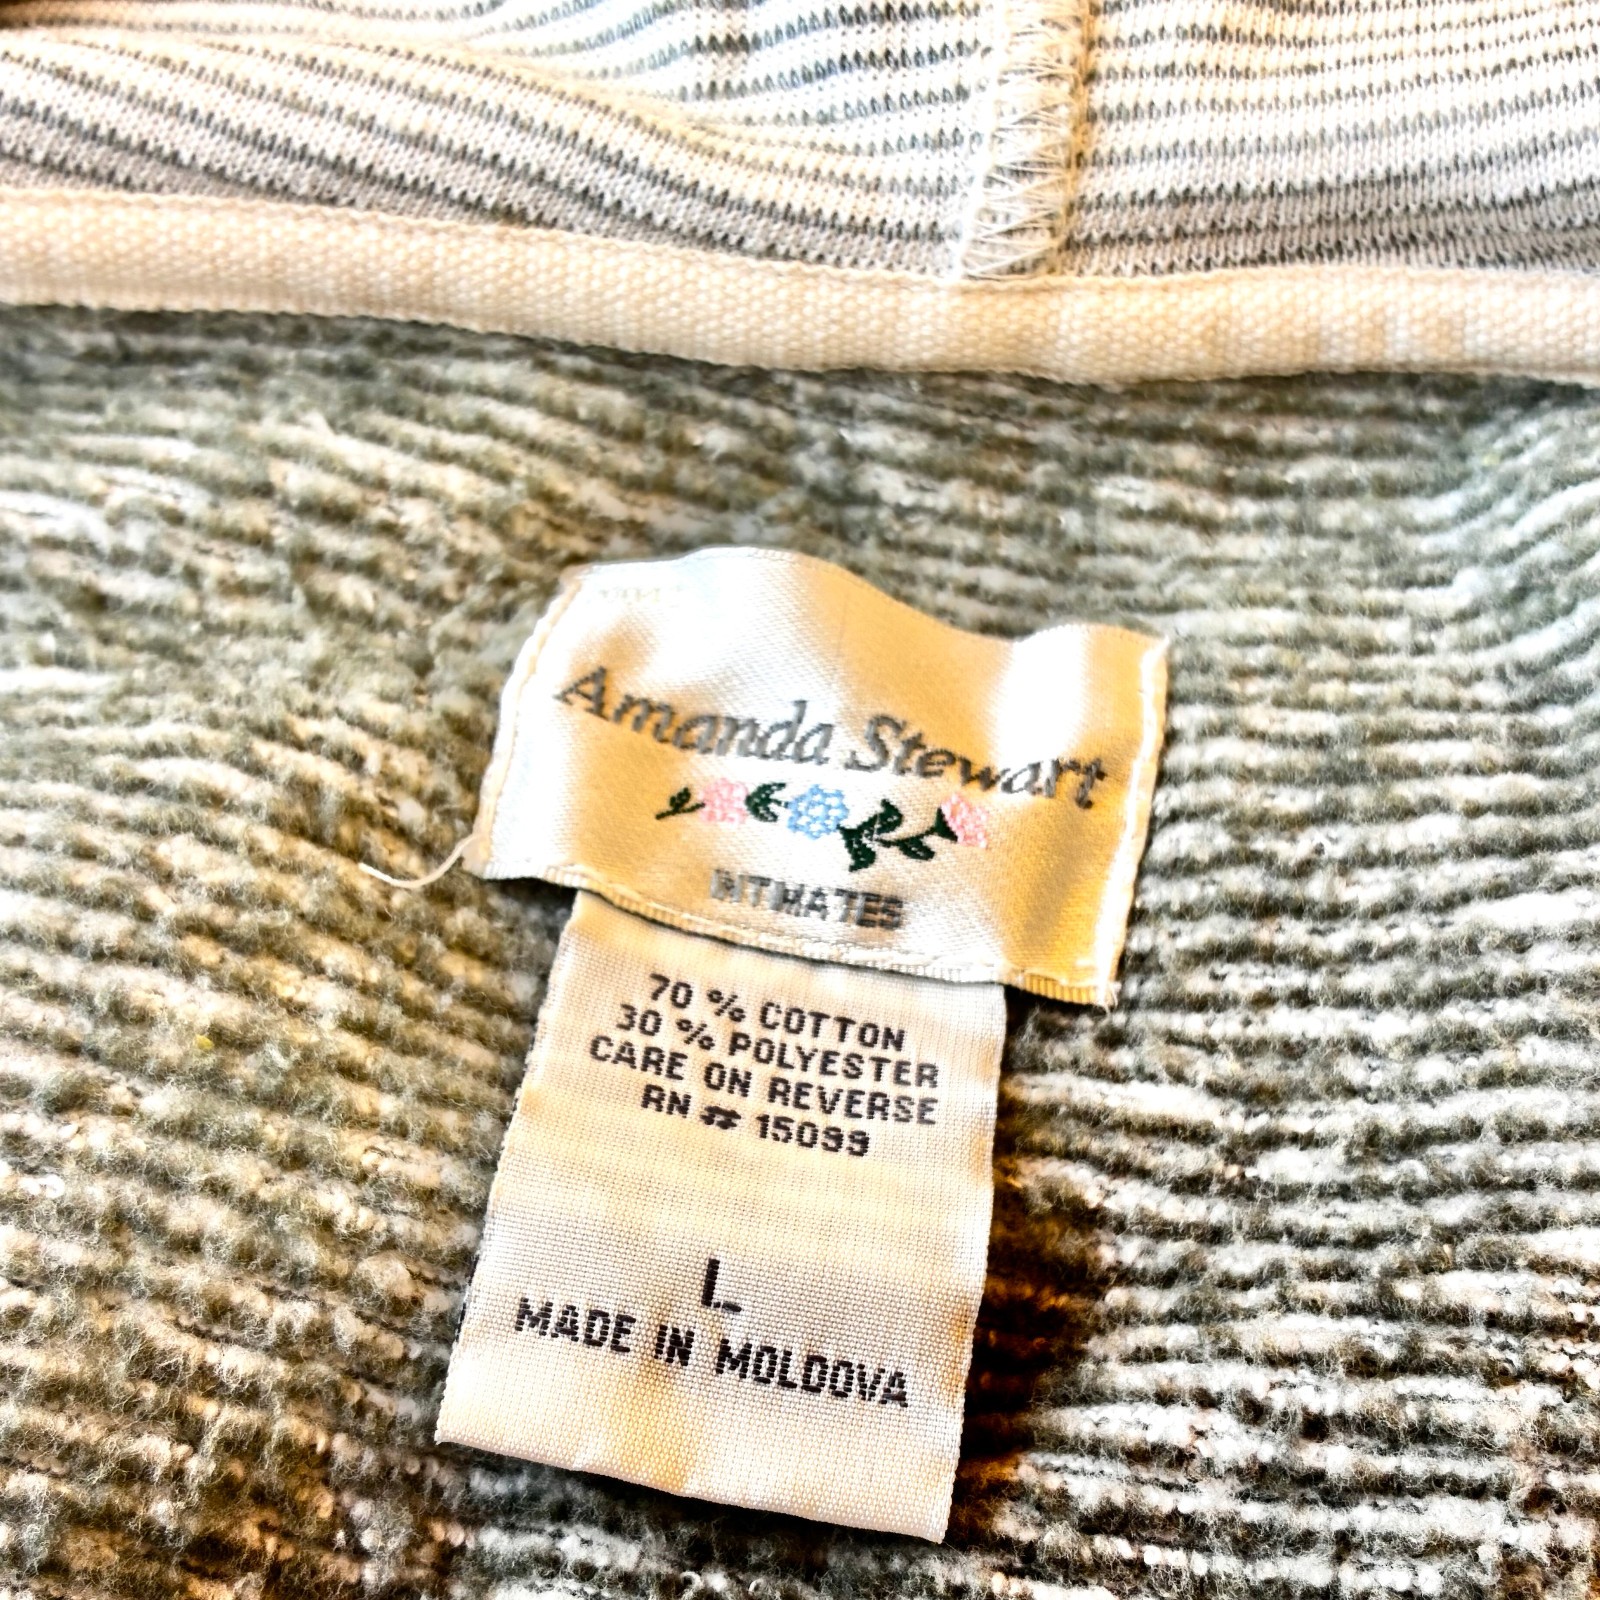 Amanda Stewart
INTIMATES
70 % COTTON
30 % POLYESTER
CARE ON REVERSE
RN # 15099
L
MADE IN MOLDOVA